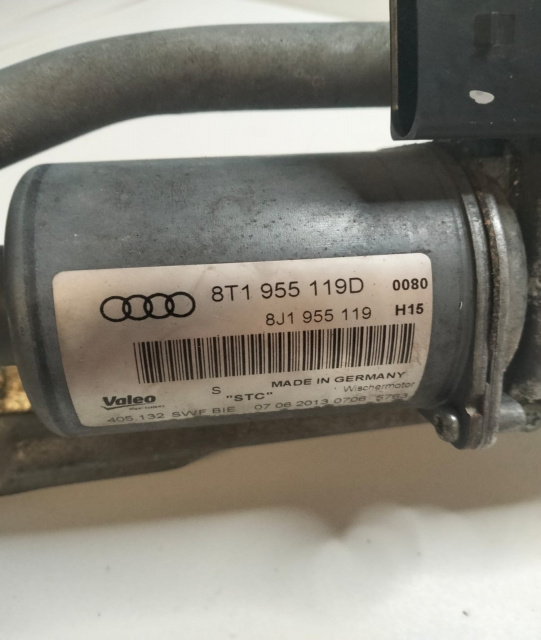 8T1 955 119D 0080
8J1 955 119 H15
S MADE IN GERMANY
Valeo "STC" Wischermotor
405.132 SWF BIE 07.06.2013 0706